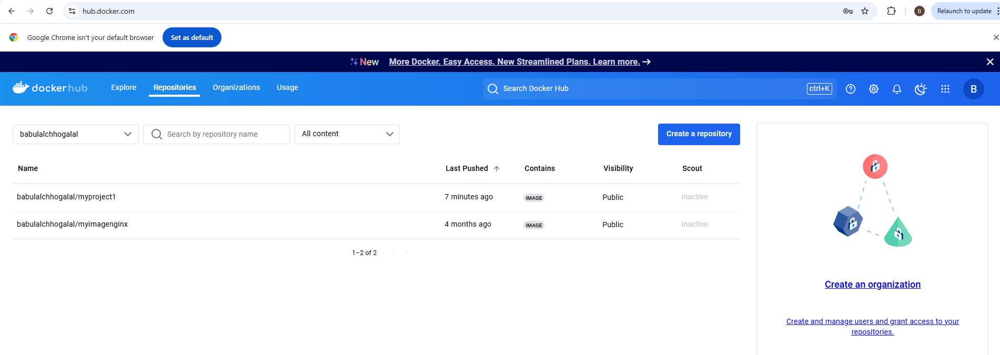 hub.docker.com
B
Relaunch to update
Google Chrome isn't your default browser
Set as default
New More Docker. Easy Access. New Streamlined Plans. Learn more.
dockerhub
Explore
Repositories
Organizations
Usage
Search Docker Hub
ctrl+K
B
babulalchhogalal
Search by repository name
All content
Create a repository
Name Last Pushed Contains Visibility Scout
babulalchhogalal/myproject1 7 minutes ago IMAGE Public Inactive
babulalchhogalal/myimagenginx 4 months ago IMAGE Public Inactive
1–2 of 2
Create an organization
Create and manage users and grant access to your
repositories.